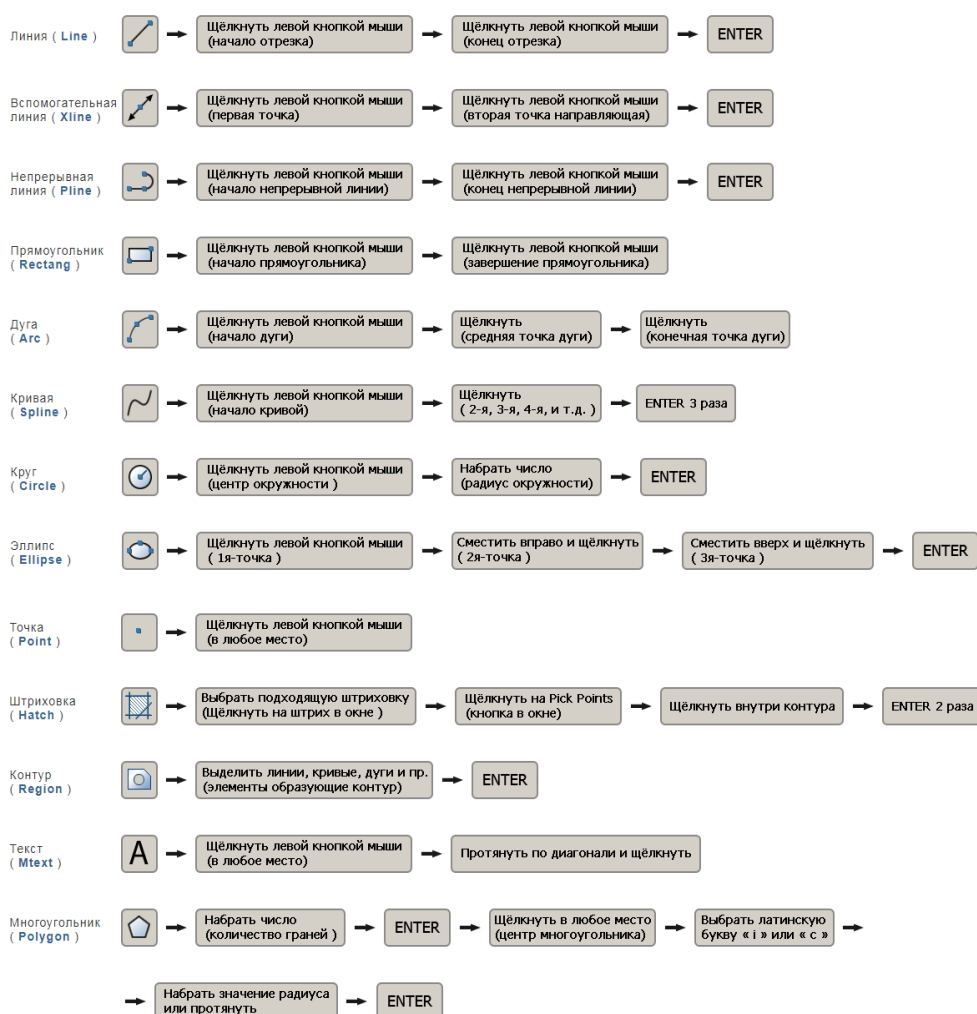 Линия ( Line )
Щёлкнуть левой кнопкой мыши
(начало отрезка)
Щёлкнуть левой кнопкой мыши
(конец отрезка)
ENTER
Вспомогательная
линия ( Xline )
Щёлкнуть левой кнопкой мыши
(первая точка)
Щёлкнуть левой кнопкой мыши
(вторая точка направляющая)
ENTER
Непрерывная
линия ( Pline )
Щёлкнуть левой кнопкой мыши
(начало непрерывной линии)
Щёлкнуть левой кнопкой мыши
(конец непрерывной линии)
ENTER
Прямоугольник
( Rectang )
Щёлкнуть левой кнопкой мыши
(начало прямоугольника)
Щёлкнуть левой кнопкой мыши
(завершение прямоугольника)
Дуга
( Arc )
Щёлкнуть левой кнопкой мыши
(начало дуги)
Щёлкнуть
(средняя точка дуги)
Щёлкнуть
(конечная точка дуги)
Кривая
( Spline )
Щёлкнуть левой кнопкой мыши
(начало кривой)
Щёлкнуть
( 2-я, 3-я, 4-я, и т.д. )
ENTER 3 раза
Круг
( Circle )
Щёлкнуть левой кнопкой мыши
(центр окружности )
Набрать число
(радиус окружности)
ENTER
Эллипс
( Ellipse )
Щёлкнуть левой кнопкой мыши
( 1я-точка )
Сместить вправо и щёлкнуть
( 2я-точка )
Сместить вверх и щёлкнуть
( 3я-точка )
ENTER
Точка
( Point )
Щёлкнуть левой кнопкой мыши
(в любое место)
Штриховка
( Hatch )
Выбрать подходящую штриховку
(Щёлкнуть на штрих в окне )
Щёлкнуть на Pick Points
(кнопка в окне)
Щёлкнуть внутри контура
ENTER 2 раза
Контур
( Region )
Выделить линии, кривые, дуги и пр.
(элементы образующие контур)
ENTER
Текст
( Mtext )
A
Щёлкнуть левой кнопкой мыши
(в любое место)
Протянуть по диагонали и щёлкнуть
Многоугольник
( Polygon )
Набрать число
(количество граней )
ENTER
Щёлкнуть в любое место
(центр многоугольника)
Выбрать латинскую
букву « i » или « c »
Набрать значение радиуса
или протянуть
ENTER